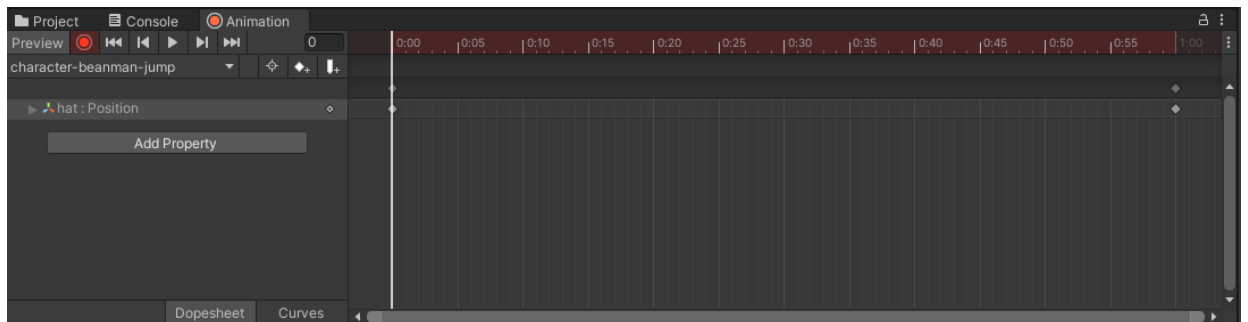 Project Console Animation
Preview 0 0:00 0:05 0:10 0:15 0:20 0:25 0:30 0:35 0:40 0:45 0:50 0:55 1:00
character-beanman-jump
hat : Position
Add Property
Dopesheet Curves